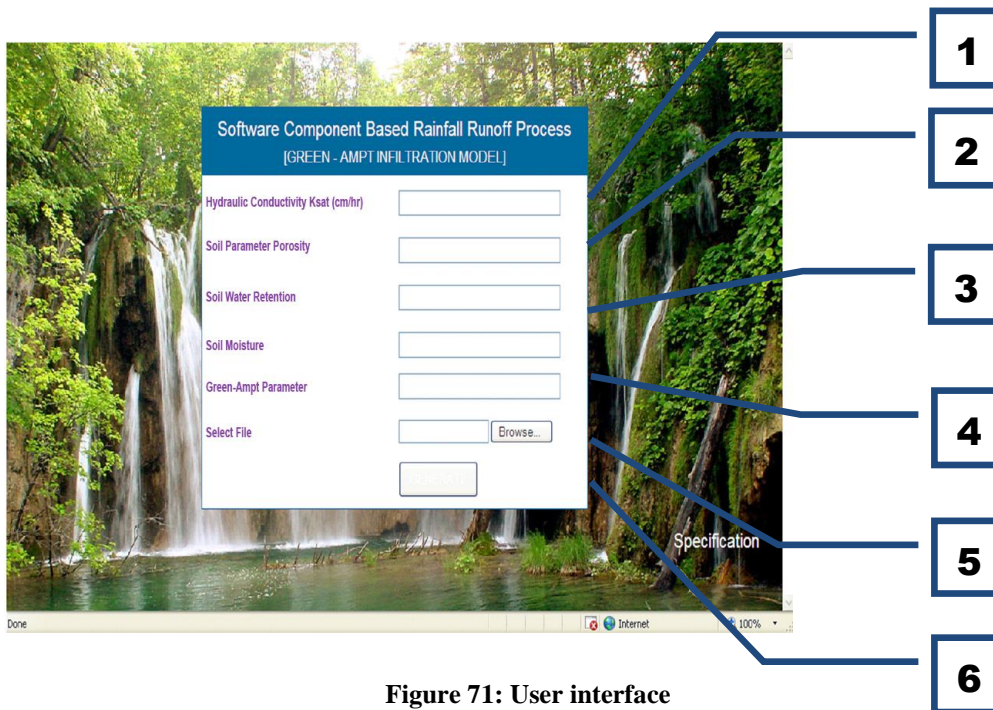 Software Component Based Rainfall Runoff Process
[GREEN - AMPT INFILTRATION MODEL]
Hydraulic Conductivity Ksat (cm/hr)
Soil Parameter Porosity
Soil Water Retention
Soil Moisture
Green-Ampt Parameter
Select File
Browse...
Specification
Done
Internet
100%
1
2
3
4
5
6
Figure 71: User interface